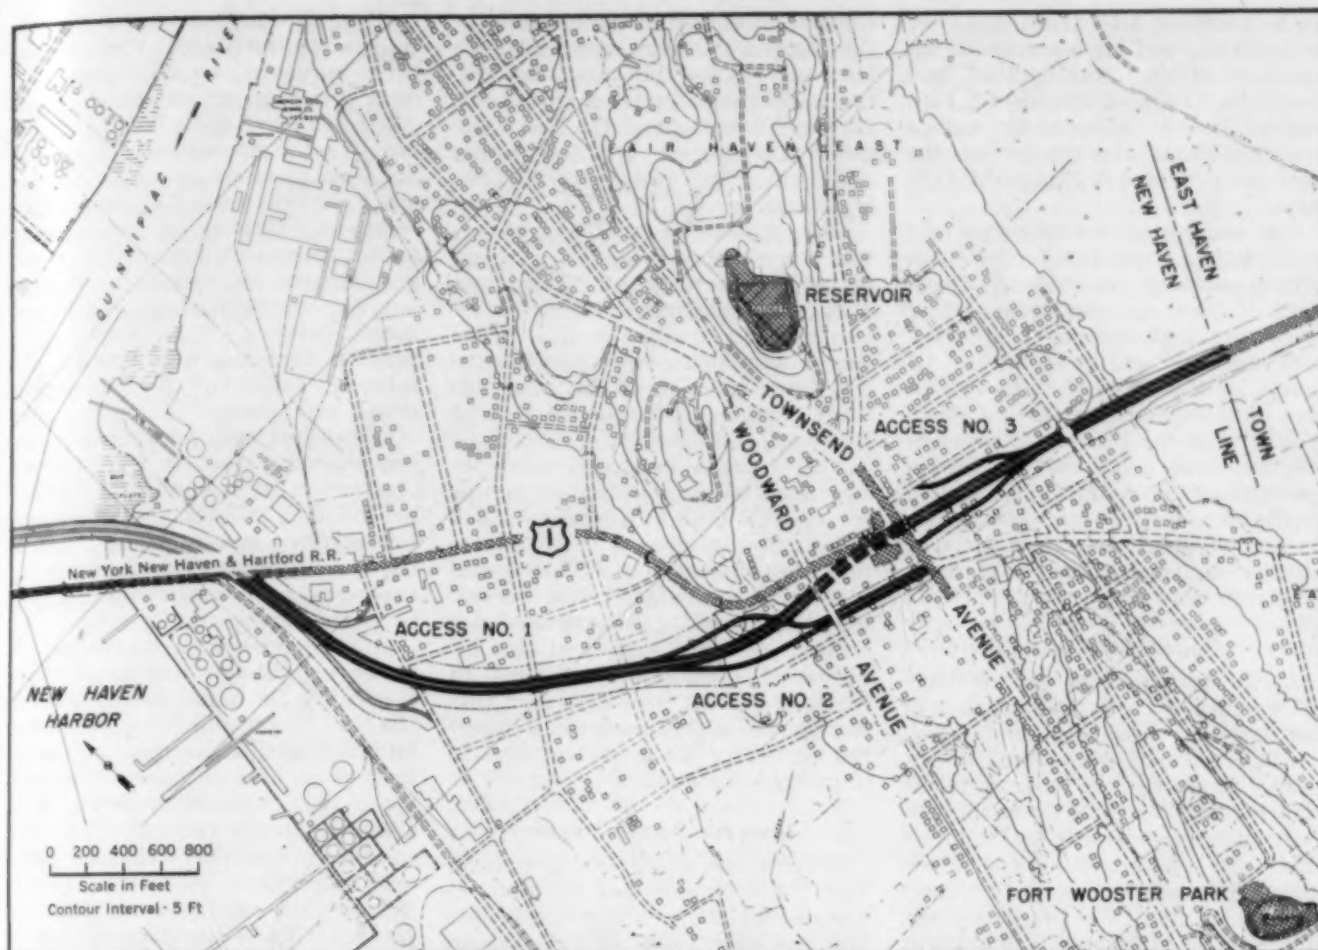 QUINNIPIAC RIVER
FAIR HAVEN EAST
EAST HAVEN
NEW HAVEN
RESERVOIR
TOWNSEND
WOODWARD
ACCESS NO. 3
TOWN
LINE
1
New York New Haven & Hartford R.R.
ACCESS NO. 1
AVENUE
ACCESS NO. 2
AVENUE
NEW HAVEN
HARBOR
0 200 400 600 800
Scale in Feet
Contour Interval - 5 Ft
FORT WOOSTER PARK